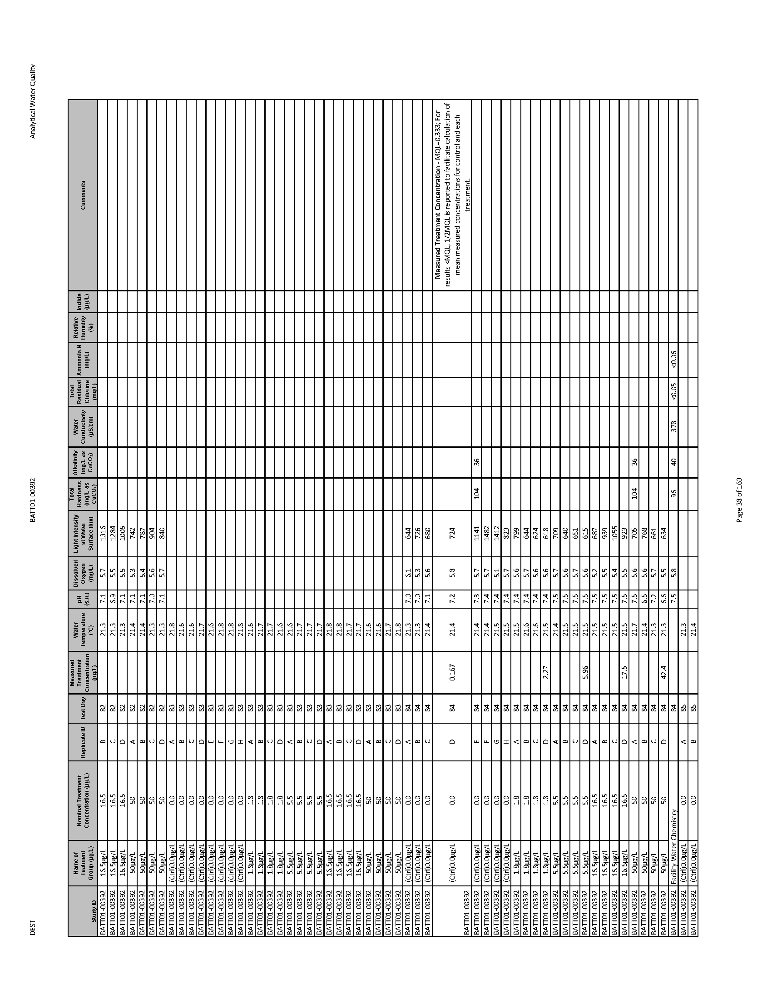 DEST BATT01-00392 Analytical Water Quality
Study ID Name of Treatment Group (µg/L) Nominal Treatment Concentration (µg/L) Replicate ID Test Day Measured Treatment Concentration (µg/L) Water Temperature (°C) pH (s.u.) Dissolved Oxygen (mg/L) Light Intensity at Water Surface (lux) Total Hardness (mg/L as CaCO₃) Alkalinity (mg/L as CaCO₃) Water Conductivity (µS/cm) Total Residual Chlorine (mg/L) Ammonia-N (mg/L) Relative Humidity (%) Iodide (µg/L) Comments
BATT01-00392 16.5µg/L 16.5 B 82 21.3 7.1 5.7 1316
BATT01-00392 16.5µg/L 16.5 C 82 21.3 6.9 5.5 1284
BATT01-00392 16.5µg/L 16.5 D 82 21.3 7.1 5.5 1005
BATT01-00392 50µg/L 50 A 82 21.4 7.1 5.3 742
BATT01-00392 50µg/L 50 B 82 21.4 7.1 5.4 787
BATT01-00392 50µg/L 50 C 82 21.3 7.0 5.6 904
BATT01-00392 50µg/L 50 D 82 21.3 7.1 5.7 840
BATT01-00392 (Ctrl)0.0µg/L 0.0 A 83 21.8
BATT01-00392 (Ctrl)0.0µg/L 0.0 B 83 21.6
BATT01-00392 (Ctrl)0.0µg/L 0.0 C 83 21.6
BATT01-00392 (Ctrl)0.0µg/L 0.0 D 83 21.7
BATT01-00392 (Ctrl)0.0µg/L 0.0 E 83 21.6
BATT01-00392 (Ctrl)0.0µg/L 0.0 F 83 21.8
BATT01-00392 (Ctrl)0.0µg/L 0.0 G 83 21.8
BATT01-00392 (Ctrl)0.0µg/L 0.0 H 83 21.8
BATT01-00392 1.8µg/L 1.8 A 83 21.6
BATT01-00392 1.8µg/L 1.8 B 83 21.7
BATT01-00392 1.8µg/L 1.8 C 83 21.7
BATT01-00392 1.8µg/L 1.8 D 83 21.6
BATT01-00392 5.5µg/L 5.5 A 83 21.6
BATT01-00392 5.5µg/L 5.5 B 83 21.7
BATT01-00392 5.5µg/L 5.5 C 83 21.7
BATT01-00392 5.5µg/L 5.5 D 83 21.7
BATT01-00392 16.5µg/L 16.5 A 83 21.8
BATT01-00392 16.5µg/L 16.5 B 83 21.8
BATT01-00392 16.5µg/L 16.5 C 83 21.7
BATT01-00392 16.5µg/L 16.5 D 83 21.7
BATT01-00392 50µg/L 50 A 83 21.6
BATT01-00392 50µg/L 50 B 83 21.6
BATT01-00392 50µg/L 50 C 83 21.7
BATT01-00392 50µg/L 50 D 83 21.8
BATT01-00392 (Ctrl)0.0µg/L 0.0 A 84 21.3 7.0 6.1 644
BATT01-00392 (Ctrl)0.0µg/L 0.0 B 84 21.3 7.0 5.3 726
BATT01-00392 (Ctrl)0.0µg/L 0.0 C 84 21.4 7.1 5.6 680
BATT01-00392 (Ctrl)0.0µg/L 0.0 D 84 0.167 21.4 7.2 5.8 724
Measured Treatment Concentration - MQL=0.333; For
results <MQL, 1/2MQL is reported to facilitate calculation of
mean measured concentrations for control and each
treatment.
BATT01-00392 (Ctrl)0.0µg/L 0.0 E 84 21.4 7.3 5.7 1141 104 36
BATT01-00392 (Ctrl)0.0µg/L 0.0 F 84 21.4 7.4 5.7 1482
BATT01-00392 (Ctrl)0.0µg/L 0.0 G 84 21.5 7.4 5.1 1412
BATT01-00392 (Ctrl)0.0µg/L 0.0 H 84 21.5 7.4 5.7 823
BATT01-00392 1.8µg/L 1.8 A 84 21.5 7.4 5.6 799
BATT01-00392 1.8µg/L 1.8 B 84 21.6 7.4 5.7 644
BATT01-00392 1.8µg/L 1.8 C 84 21.6 7.4 5.6 624
BATT01-00392 1.8µg/L 1.8 D 84 2.27 21.5 7.4 5.6 618
BATT01-00392 5.5µg/L 5.5 A 84 21.4 7.5 5.7 709
BATT01-00392 5.5µg/L 5.5 B 84 21.5 7.5 5.6 640
BATT01-00392 5.5µg/L 5.5 C 84 21.5 7.5 5.7 651
BATT01-00392 5.5µg/L 5.5 D 84 5.96 21.5 7.5 5.6 615
BATT01-00392 16.5µg/L 16.5 A 84 21.5 7.5 5.2 687
BATT01-00392 16.5µg/L 16.5 B 84 21.5 7.5 5.5 939
BATT01-00392 16.5µg/L 16.5 C 84 21.5 7.5 5.4 1055
BATT01-00392 16.5µg/L 16.5 D 84 17.5 21.5 7.5 5.5 923
BATT01-00392 50µg/L 50 A 84 21.7 7.5 5.6 705 104 36
BATT01-00392 50µg/L 50 B 84 21.4 6.5 5.6 768
BATT01-00392 50µg/L 50 C 84 21.3 7.2 5.7 661
BATT01-00392 50µg/L 50 D 84 42.4 21.3 6.6 5.5 634
BATT01-00392 Facility Water Chemistry 84 7.5 5.8 96 40 378 <0.05 <0.06
BATT01-00392 (Ctrl)0.0µg/L 0.0 A 85 21.3
BATT01-00392 (Ctrl)0.0µg/L 0.0 B 85 21.4
Page 38 of 163